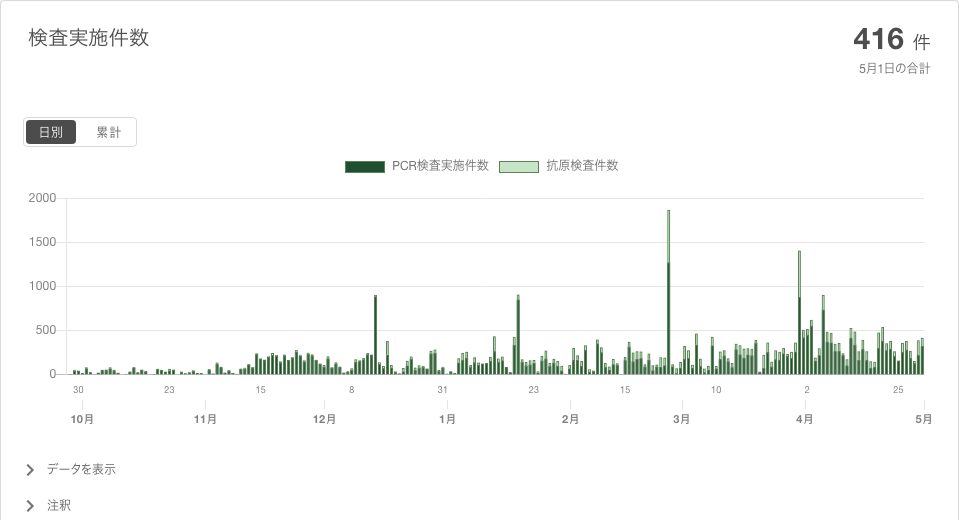 検査実施件数
416 件
5月1日の合計
日別 累計
PCR検査実施件数 抗原検査件数
2000
1500
1000
500
0
30 23 15 8 31 23 15 10 2 25
10月 11月 12月 1月 2月 3月 4月 5月
データを表示
注釈